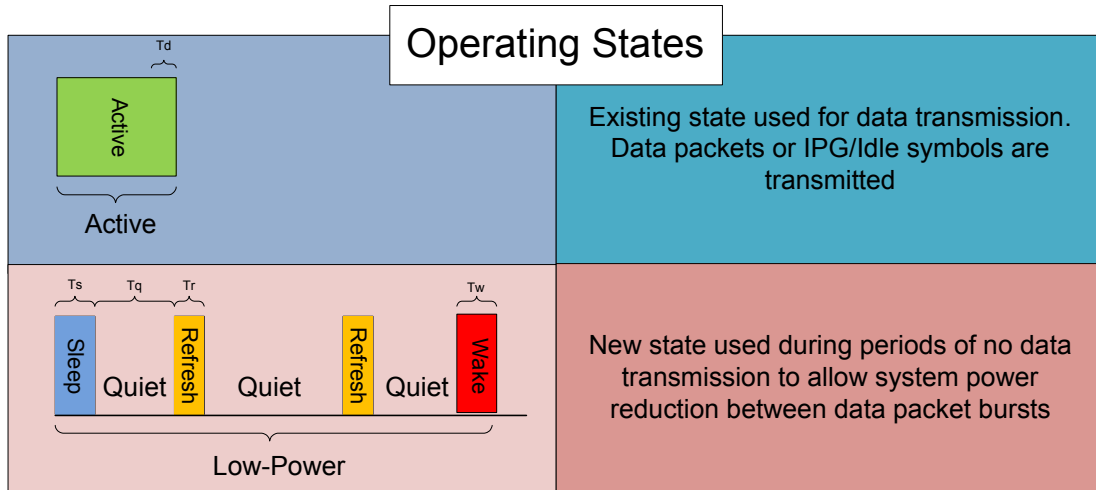 Operating States
Td
Active
Active
Existing state used for data transmission.
Data packets or IPG/Idle symbols are
transmitted
Ts
Tq
Tr
Tw
Sleep
Quiet
Refresh
Quiet
Refresh
Quiet
Wake
Low-Power
New state used during periods of no data
transmission to allow system power
reduction between data packet bursts